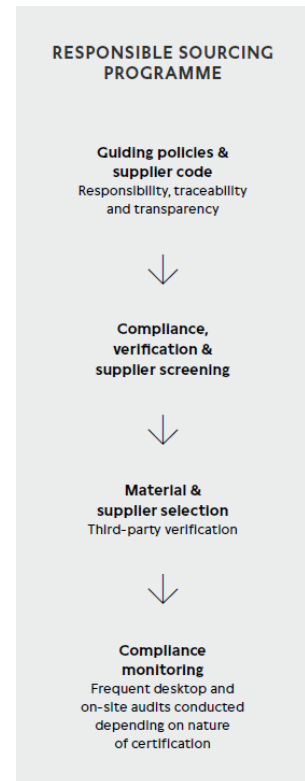 RESPONSIBLE SOURCING
PROGRAMME
Guiding policies &
supplier code
Responsibility, traceability
and transparency
Compliance,
verification &
supplier screening
Material &
supplier selection
Third-party verification
Compliance
monitoring
Frequent desktop and
on-site audits conducted
depending on nature
of certification